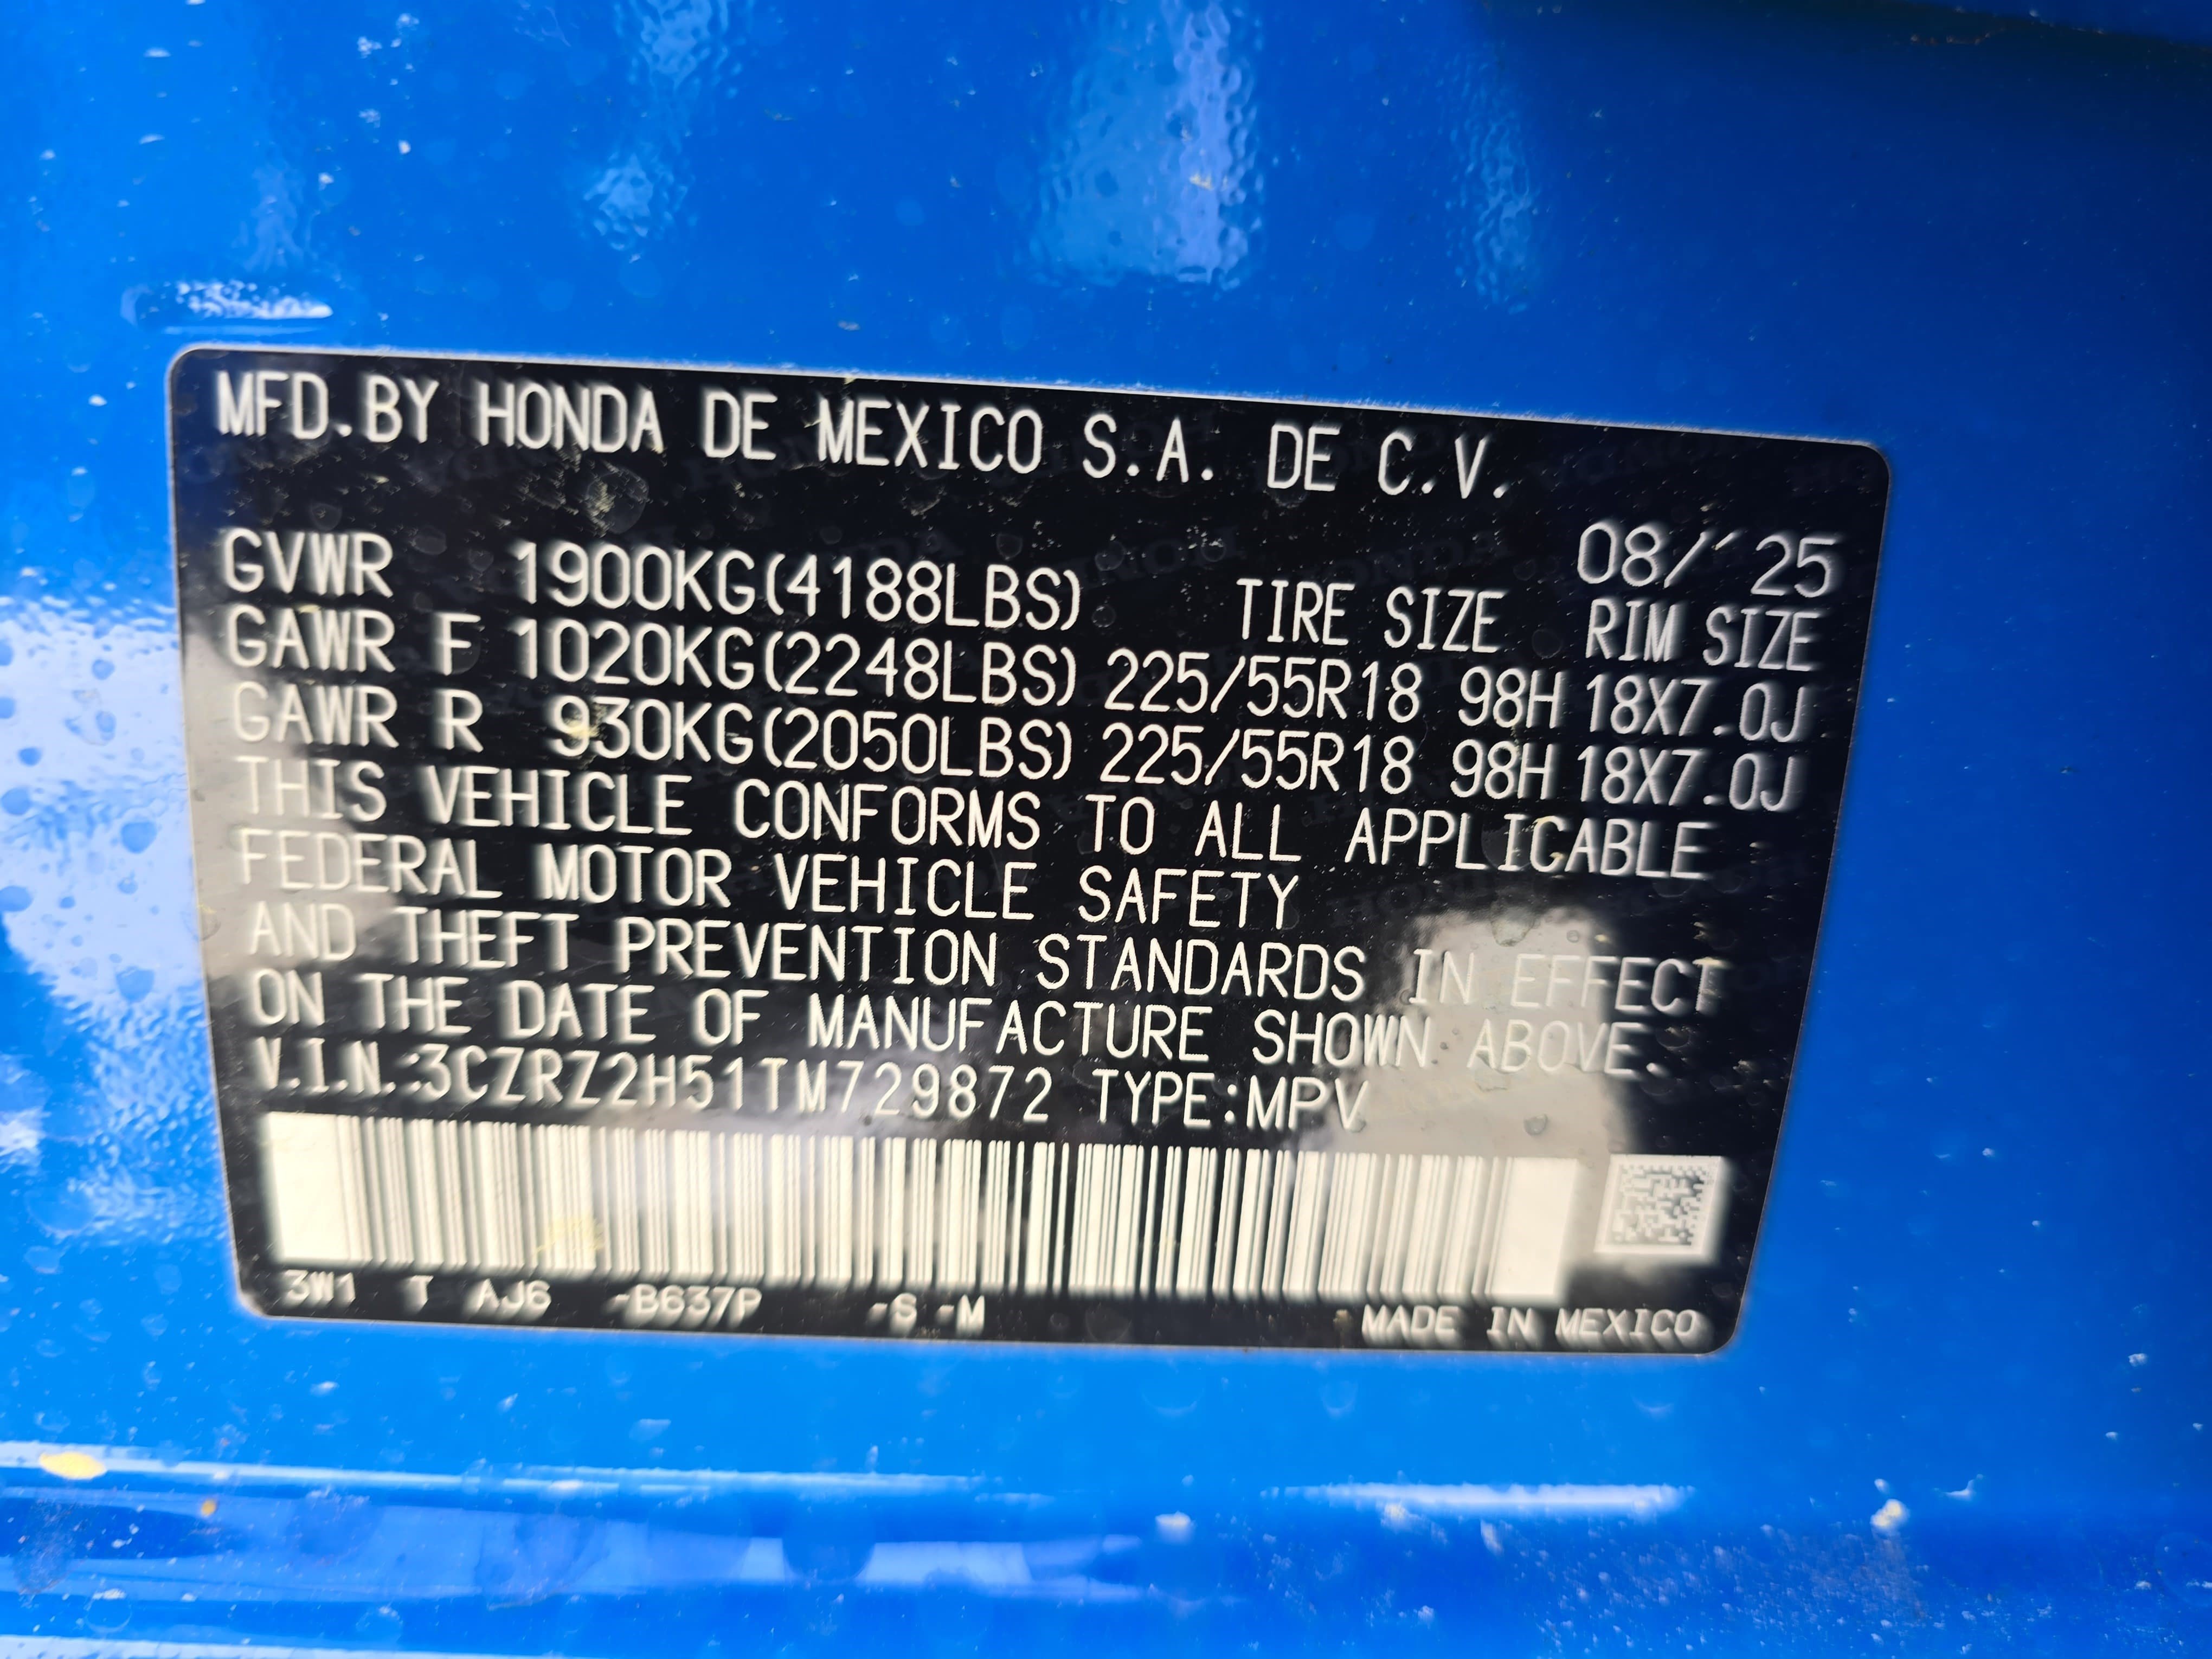 MFD.BY HONDA DE MEXICO S.A. DE C.V.
08/'25
GVWR 1900KG(4188LBS) TIRE SIZE RIM SIZE
GAWR F 1020KG(2248LBS) 225/55R18 98H 18X7.0J
GAWR R 930KG(2050LBS) 225/55R18 98H 18X7.0J
THIS VEHICLE CONFORMS TO ALL APPLICABLE
FEDERAL MOTOR VEHICLE SAFETY
AND THEFT PREVENTION STANDARDS IN EFFECT
ON THE DATE OF MANUFACTURE SHOWN ABOVE.
V.I.N.:3CZRZ2H51TM729872 TYPE:MPV
3W1 T AJ6 -B637P -S -M MADE IN MEXICO